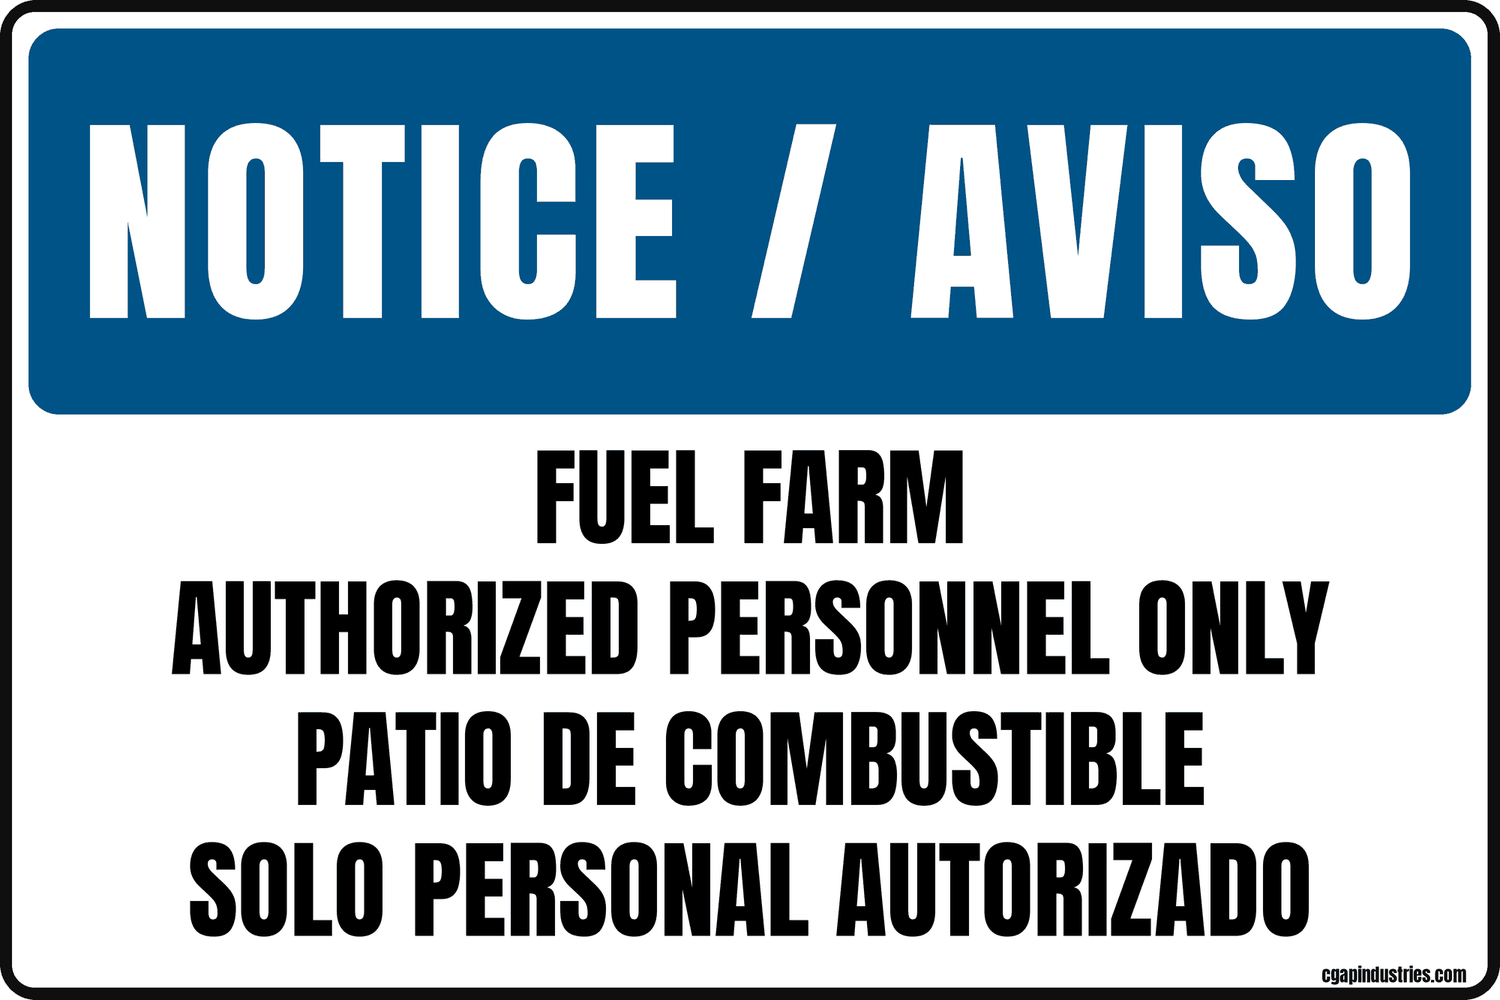 NOTICE / AVISO
FUEL FARM
AUTHORIZED PERSONNEL ONLY
PATIO DE COMBUSTIBLE
SOLO PERSONAL AUTORIZADO
cgapindustries.com